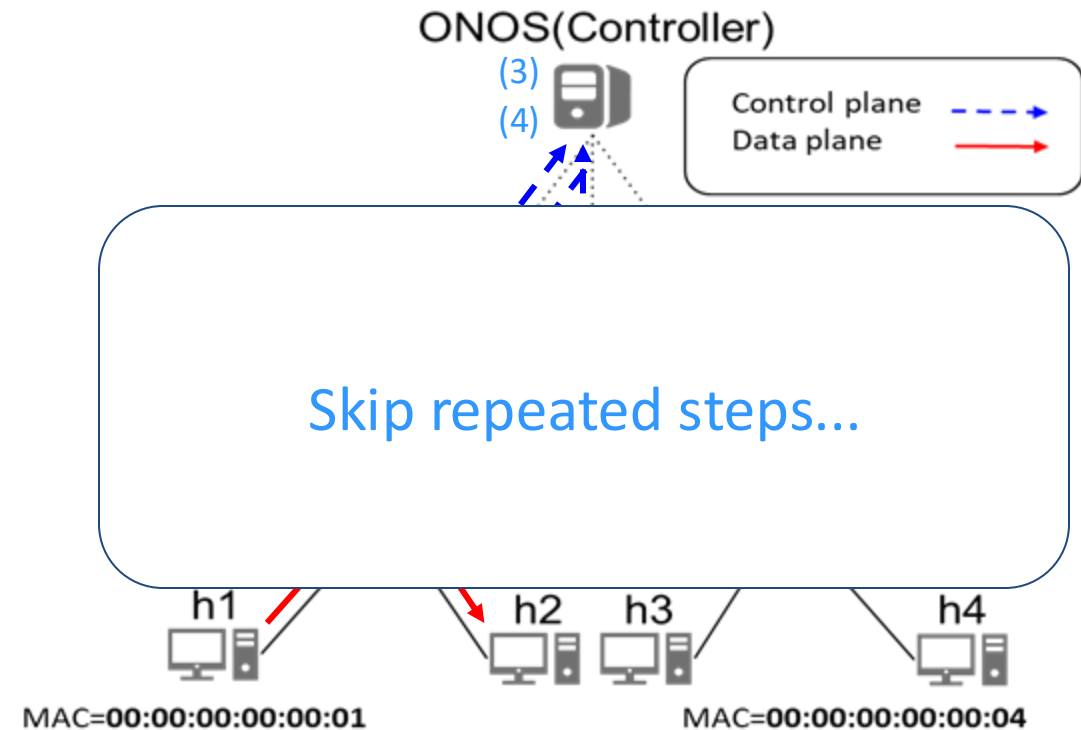 ONOS(Controller)
(3)
(4)
Control plane
Data plane
Skip repeated steps...
h1
h2
h3
h4
MAC=00:00:00:00:00:01
MAC=00:00:00:00:00:04